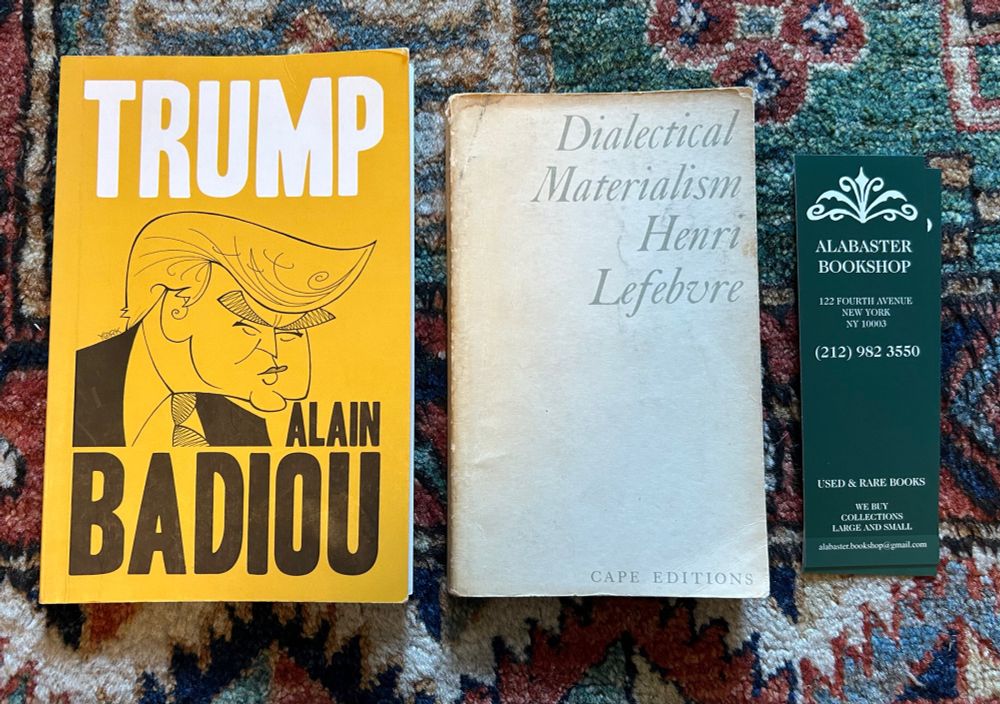 TRUMP
ALAIN
BADIOU
Dialectical
Materialism
Henri
Lefebvre
CAPE EDITIONS
ALABASTER
BOOKSHOP
122 FOURTH AVENUE
NEW YORK
NY 10003
(212) 982 3550
USED & RARE BOOKS
WE BUY
COLLECTIONS
LARGE AND SMALL
alabaster.bookshop@gmail.com